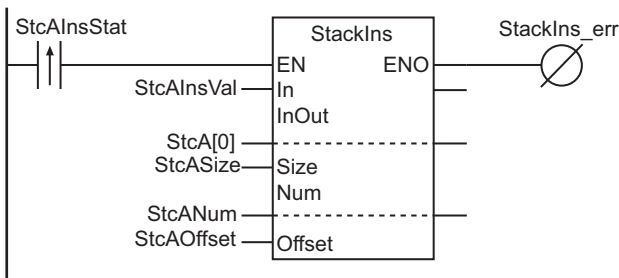 StcAInsStat
StackIns
StackIns_err
EN
ENO
StcAInsVal
In
InOut
StcA[0]
StcASize
Size
Num
StcANum
StcAOffset
Offset